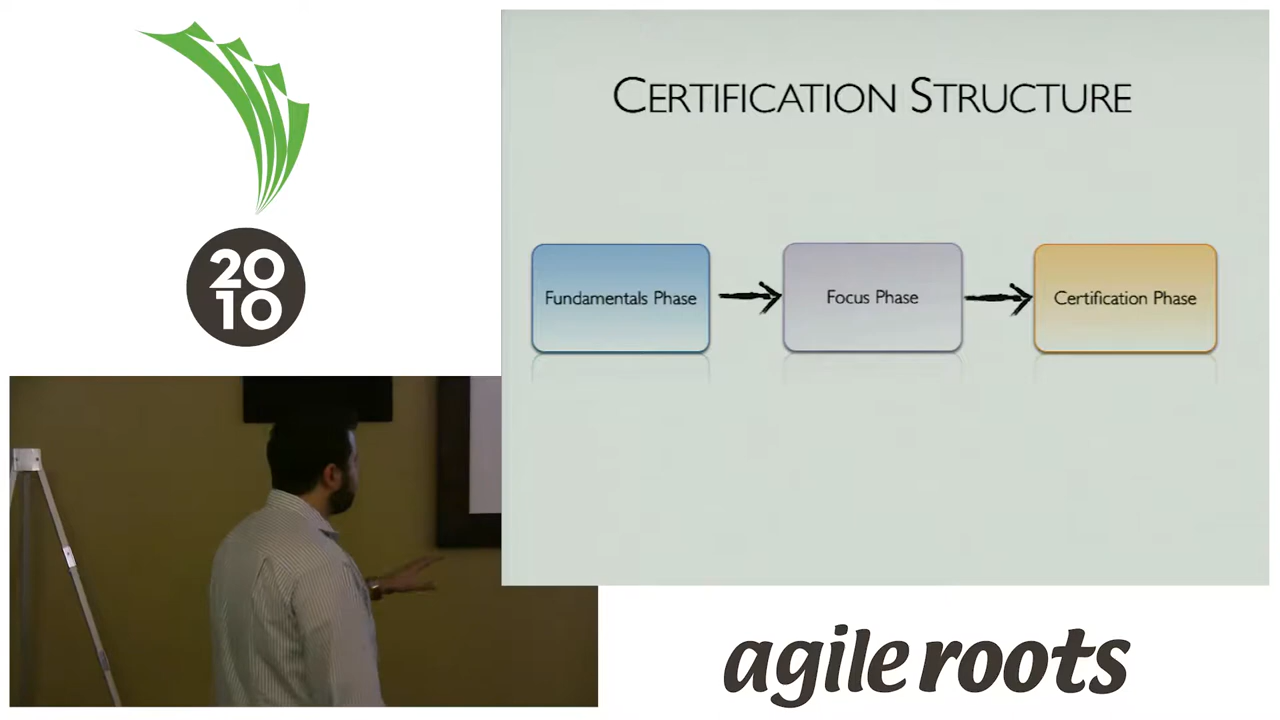 20
10
CERTIFICATION STRUCTURE
Fundamentals Phase
Focus Phase
Certification Phase
agile roots